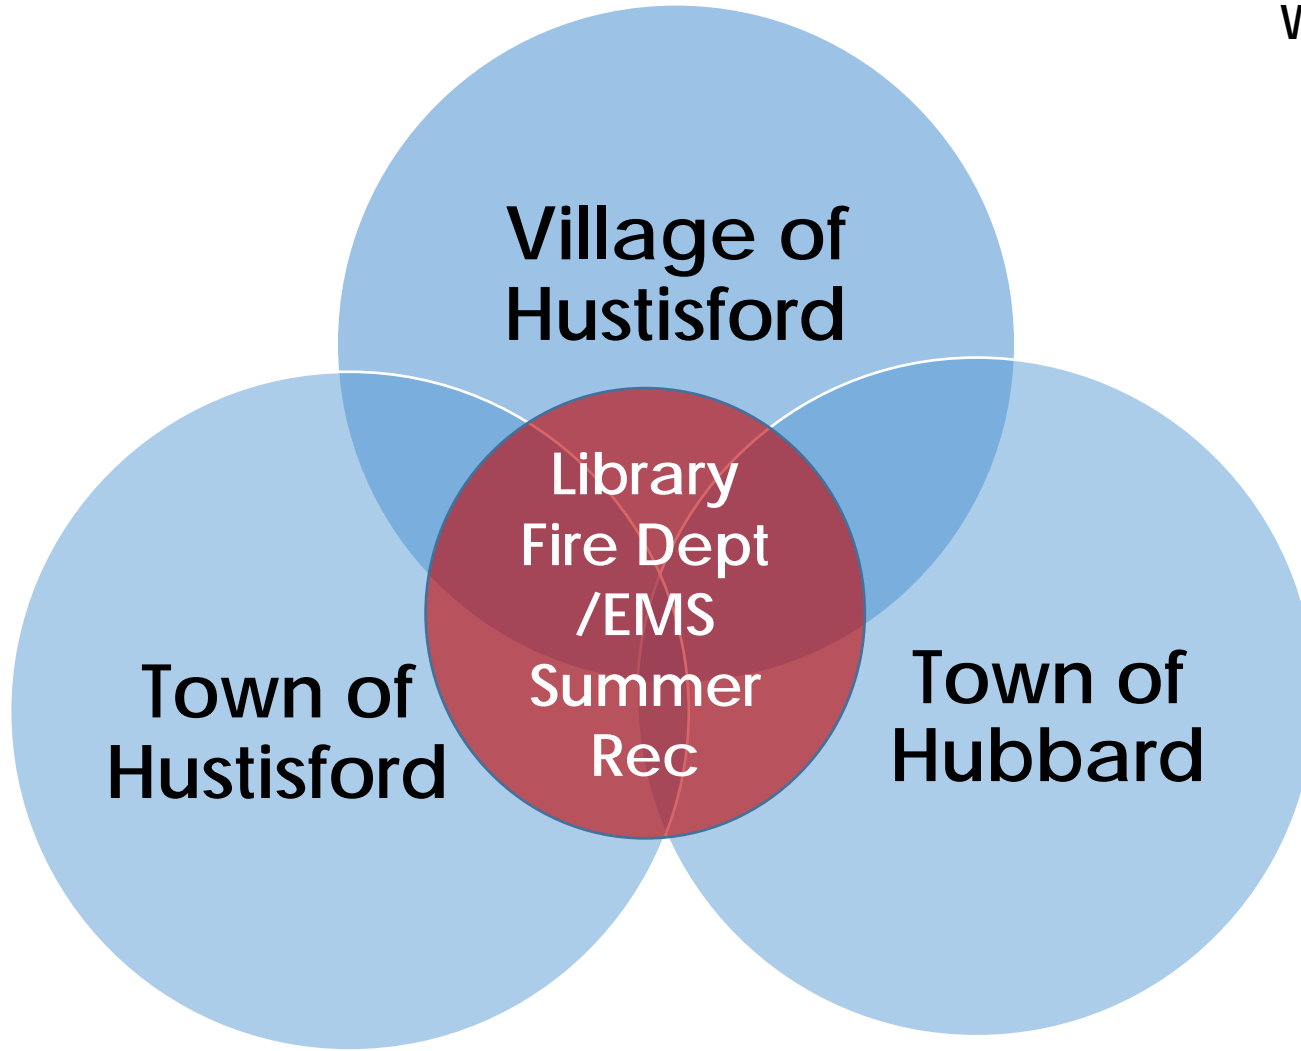 Village of
Hustisford
Library
Fire Dept
/EMS
Summer
Rec
Town of
Hustisford
Town of
Hubbard